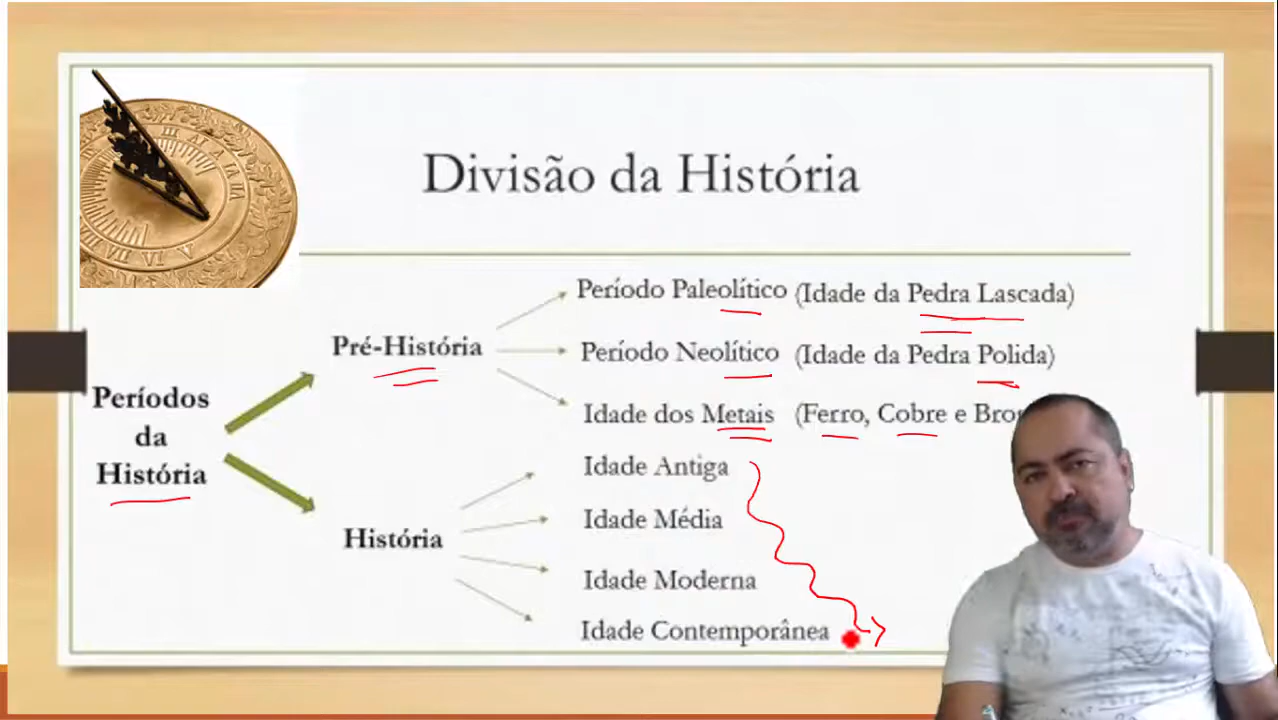 Divisão da História
Período Paleolítico (Idade da Pedra Lascada)
Pré-História
Período Neolítico (Idade da Pedra Polida)
Períodos
da
História
Idade dos Metais (Ferro, Cobre e
Idade Antiga
Idade Média
História
Idade Moderna
Idade Contemporânea